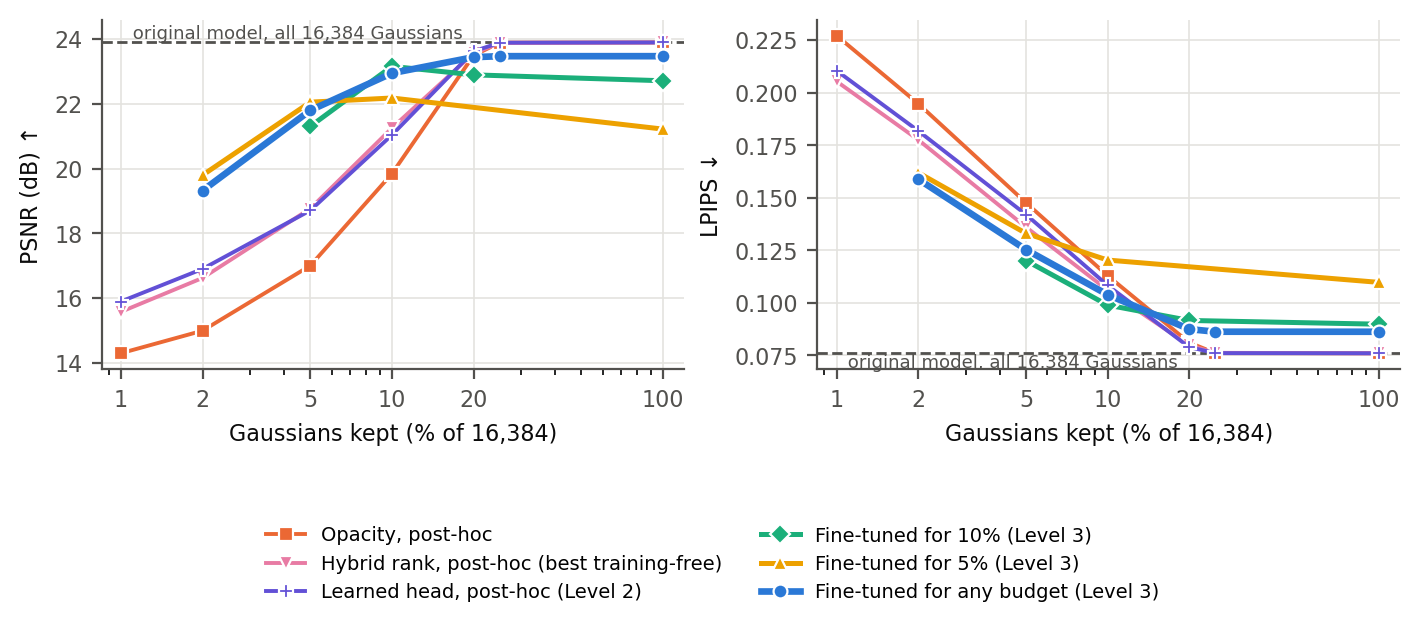 original model, all 16,384 Gaussians
24
22
20
18
16
14
PSNR (dB) ↑
1
2
5
10
20
100
Gaussians kept (% of 16,384)
0.225
0.200
0.175
0.150
0.125
0.100
0.075
LPIPS ↓
original model, all 16,384 Gaussians
1
2
5
10
20
100
Gaussians kept (% of 16,384)
Opacity, post-hoc
Hybrid rank, post-hoc (best training-free)
Learned head, post-hoc (Level 2)
Fine-tuned for 10% (Level 3)
Fine-tuned for 5% (Level 3)
Fine-tuned for any budget (Level 3)